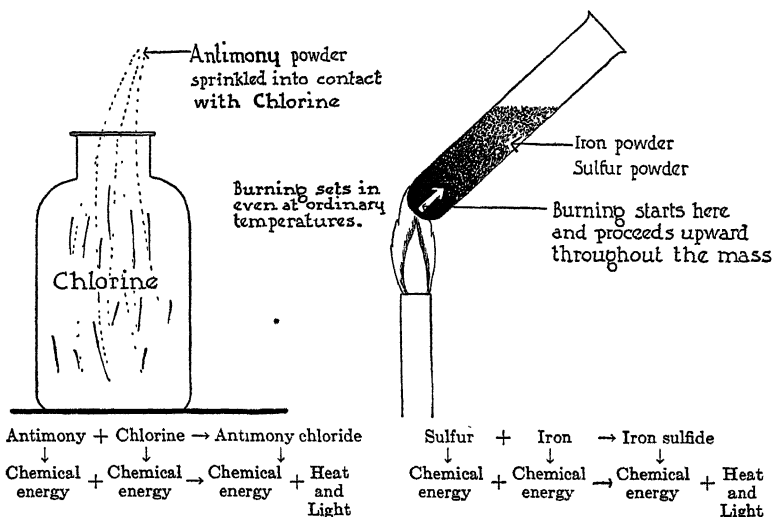 Antimony powder
sprinkled into contact
with Chlorine
Burning sets in
even at ordinary
temperatures.
Chlorine
Iron powder
Sulfur powder
Burning starts here
and proceeds upward
throughout the mass
Antimony + Chlorine → Antimony chloride
↓ ↓ ↓
Chemical energy + Chemical energy → Chemical energy + Heat and Light
Sulfur + Iron → Iron sulfide
↓ ↓ ↓
Chemical energy + Chemical energy → Chemical energy + Heat and Light